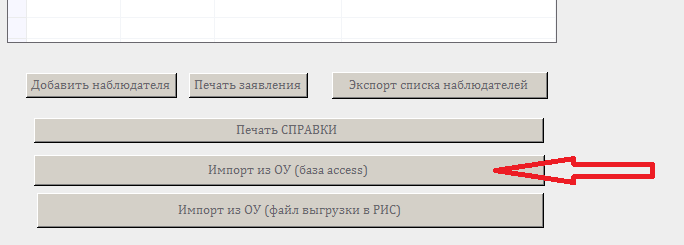 Добавить наблюдателя Печать заявления Экспорт списка наблюдателей
Печать СПРАВКИ
Импорт из ОУ (база access)
Импорт из ОУ (файл выгрузки в РИС)